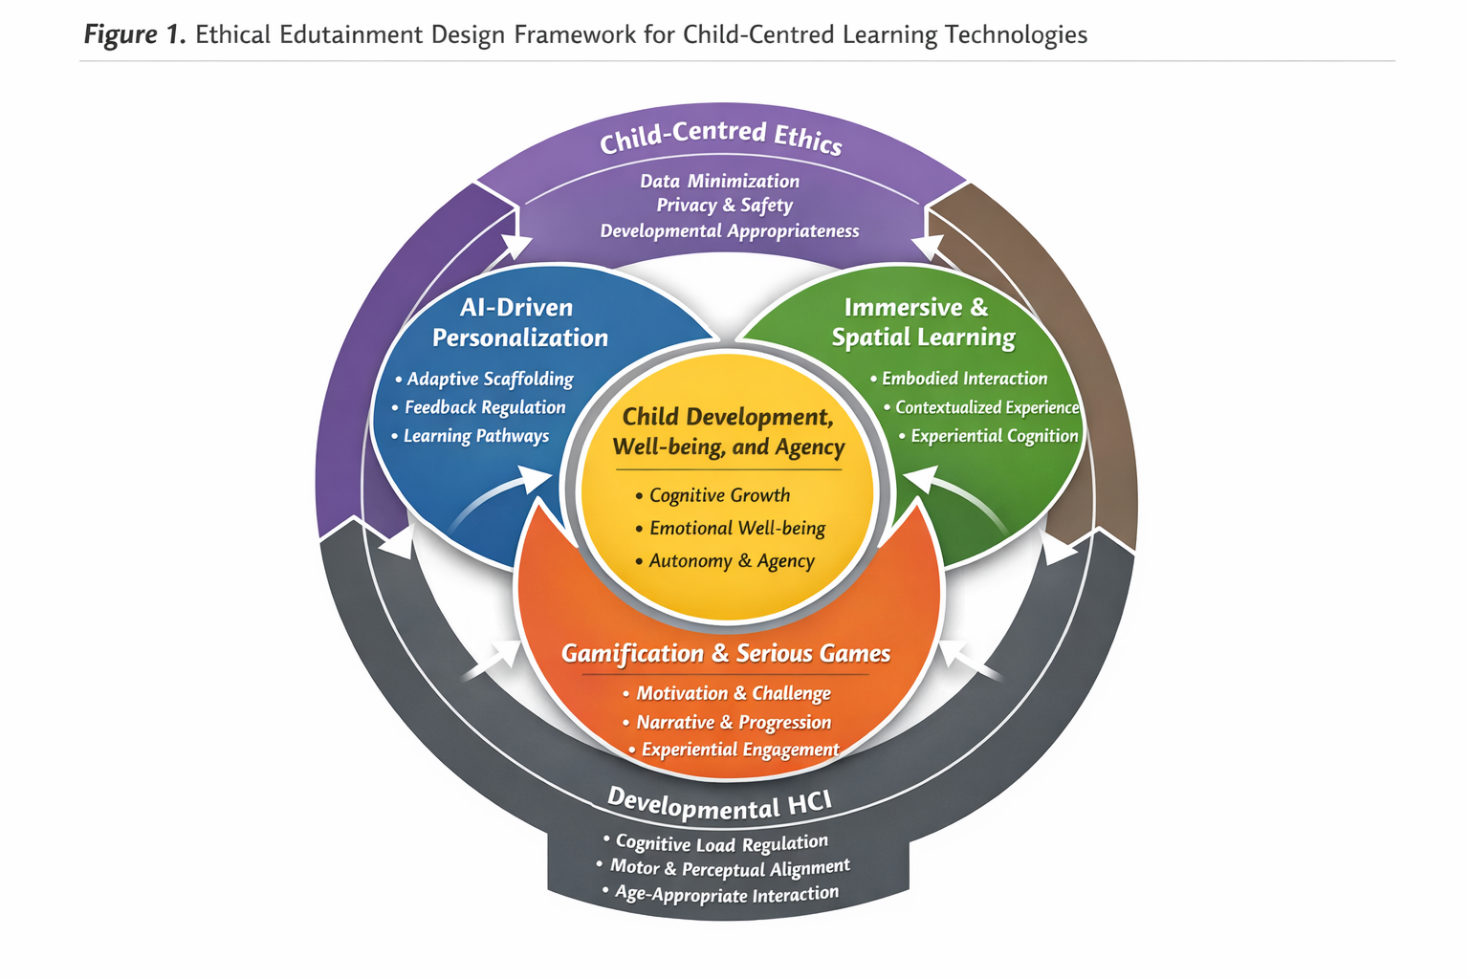 Figure 1. Ethical Edutainment Design Framework for Child-Centred Learning Technologies
Child-Centred Ethics
Data Minimization
Privacy & Safety
Developmental Appropriateness
AI-Driven
Personalization
• Adaptive Scaffolding
• Feedback Regulation
• Learning Pathways
Immersive &
Spatial Learning
• Embodied Interaction
• Contextualized Experience
• Experiential Cognition
Child Development,
Well-being, and Agency
• Cognitive Growth
• Emotional Well-being
• Autonomy & Agency
Gamification & Serious Games
• Motivation & Challenge
• Narrative & Progression
• Experiential Engagement
Developmental HCI
• Cognitive Load Regulation
• Motor & Perceptual Alignment
• Age-Appropriate Interaction